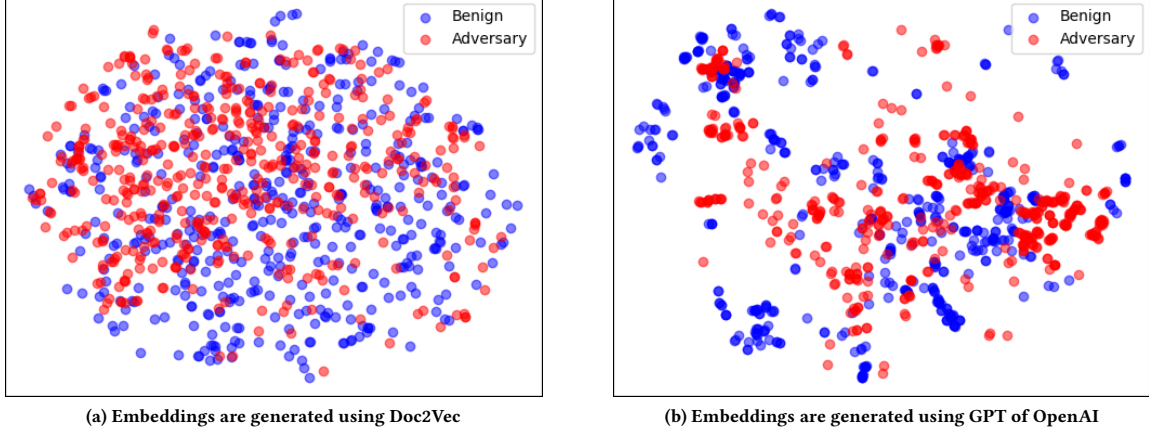 Benign
Adversary
Benign
Adversary
(a) Embeddings are generated using Doc2Vec
(b) Embeddings are generated using GPT of OpenAI